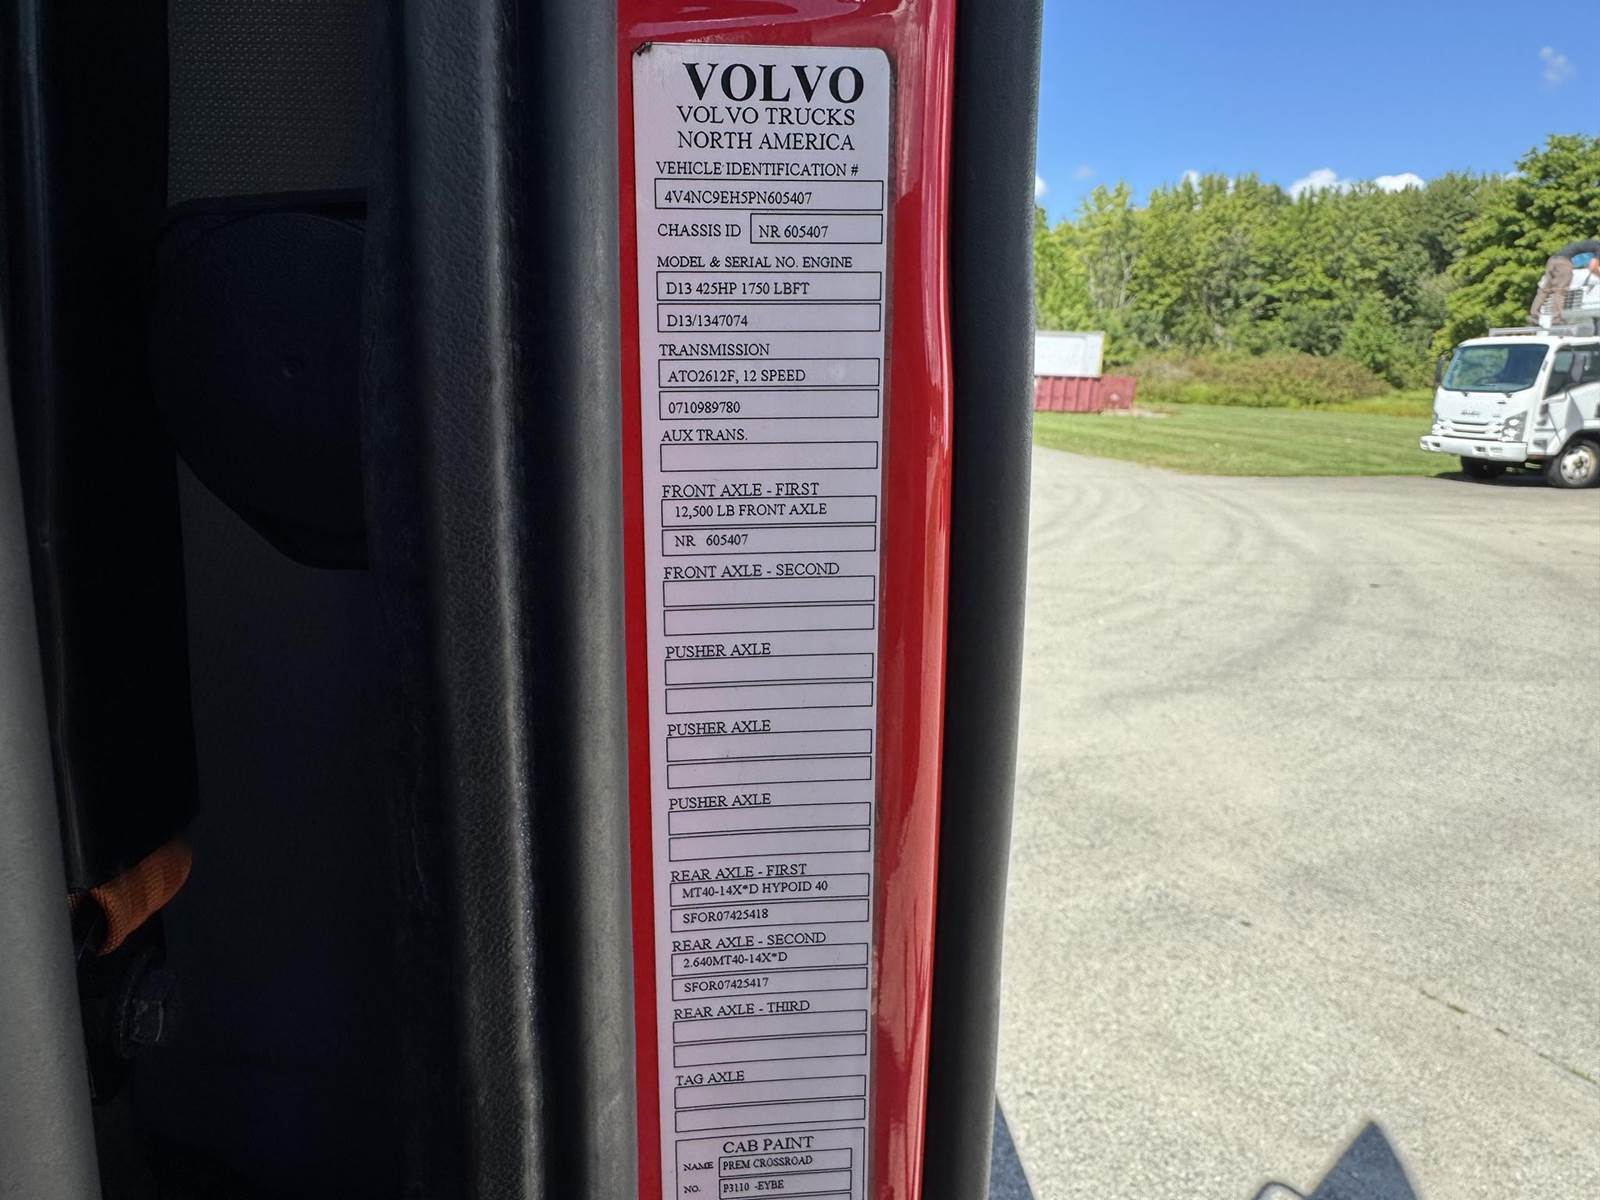 VOLVO
VOLVO TRUCKS
NORTH AMERICA
VEHICLE IDENTIFICATION #
4V4NC9EH5PN605407
CHASSIS ID NR 605407
MODEL & SERIAL NO. ENGINE
D13 425HP 1750 LBFT
D13/1347074
TRANSMISSION
ATO2612F, 12 SPEED
0710989780
AUX TRANS.
FRONT AXLE - FIRST
12,500 LB FRONT AXLE
NR 605407
FRONT AXLE - SECOND
PUSHER AXLE
PUSHER AXLE
PUSHER AXLE
REAR AXLE - FIRST
MT40-14X*D HYPOID 40
SFOR07425418
REAR AXLE - SECOND
2.640MT40-14X*D
SFOR07425417
REAR AXLE - THIRD
TAG AXLE
CAB PAINT
NAME PREM CROSSROAD
NO. P3110 -EYBE